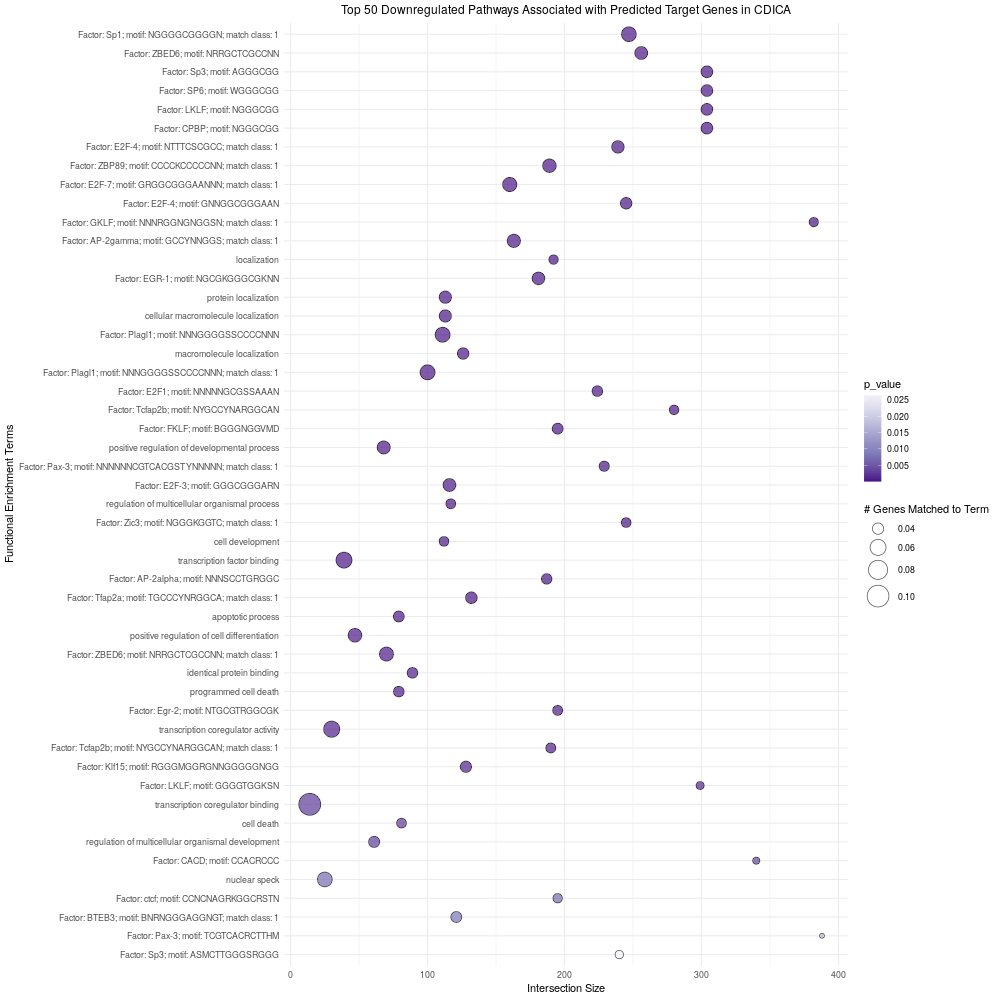 Top 50 Downregulated Pathways Associated with Predicted Target Genes in CDICA
Functional Enrichment Terms
Factor: Sp1; motif: NGGGGCGGGGN; match class: 1
Factor: ZBED6; motif: NRRGCTCGCCNN
Factor: Sp3; motif: AGGGCGG
Factor: SP6; motif: WGGGCGG
Factor: LKLF; motif: NGGGCGG
Factor: CPBP; motif: NGGGCGG
Factor: E2F-4; motif: NTTTCSCGCC; match class: 1
Factor: ZBP89; motif: CCCCKCCCCCNN; match class: 1
Factor: E2F-7; motif: GRGGCGGGAANNN; match class: 1
Factor: E2F-4; motif: GNNGGCGGGAAN
Factor: GKLF; motif: NNNRGGNGNGGSN; match class: 1
Factor: AP-2gamma; motif: GCCYNNGGS; match class: 1
localization
Factor: EGR-1; motif: NGCGKGGGCGKNN
protein localization
cellular macromolecule localization
Factor: Plagl1; motif: NNNGGGGSSCCCCNNN
macromolecule localization
Factor: Plagl1; motif: NNNGGGGSSCCCCNNN; match class: 1
Factor: E2F1; motif: NNNNNGCGSSAAAN
Factor: Tcfap2b; motif: NYGCCYNARGGCAN
Factor: FKLF; motif: BGGGNGGVMD
positive regulation of developmental process
Factor: Pax-3; motif: NNNNNNCGTCACGSTYNNNNN; match class: 1
Factor: E2F-3; motif: GGGCGGGARN
regulation of multicellular organismal process
Factor: Zic3; motif: NGGGKGGTC; match class: 1
cell development
transcription factor binding
Factor: AP-2alpha; motif: NNNSCCTGRGGC
Factor: Tfap2a; motif: TGCCCYNRGGCA; match class: 1
apoptotic process
positive regulation of cell differentiation
Factor: ZBED6; motif: NRRGCTCGCCNN; match class: 1
identical protein binding
programmed cell death
Factor: Egr-2; motif: NTGCGTRGGCGK
transcription coregulator activity
Factor: Tcfap2b; motif: NYGCCYNARGGCAN; match class: 1
Factor: Klf15; motif: RGGGMGGRGNNGGGGGNGG
Factor: LKLF; motif: GGGGTGGKSN
transcription coregulator binding
cell death
regulation of multicellular organismal development
Factor: CACD; motif: CCACRCCC
nuclear speck
Factor: ctcf; motif: CCNCNAGRKGGCRSTN
Factor: BTEB3; motif: BNRNGGGAGGNGT; match class: 1
Factor: Pax-3; motif: TCGTCACRCTTHM
Factor: Sp3; motif: ASMCTTGGGSRGGG
0 100 200 300 400
Intersection Size
p_value
0.025
0.020
0.015
0.010
0.005
# Genes Matched to Term
0.04
0.06
0.08
0.10